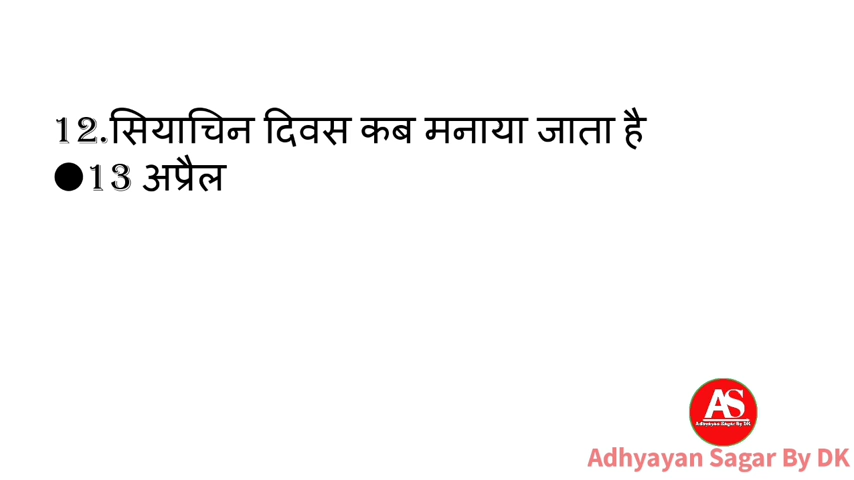 12.सियाचिन दिवस कब मनाया जाता है
●13 अप्रैल
AS
Adhyayan Sagar By DK
Adhyayan Sagar By DK